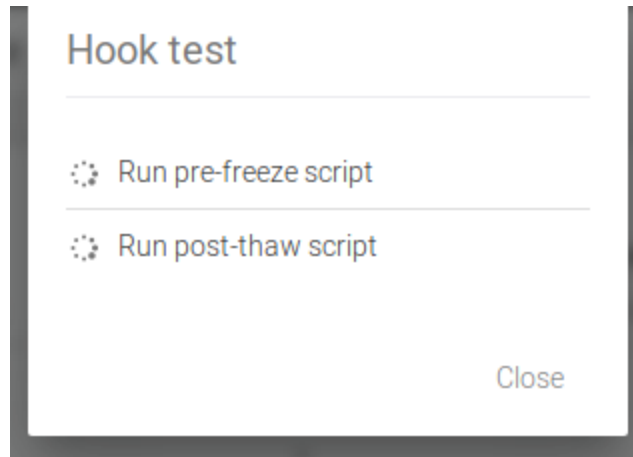 Hook test
Run pre-freeze script
Run post-thaw script
Close